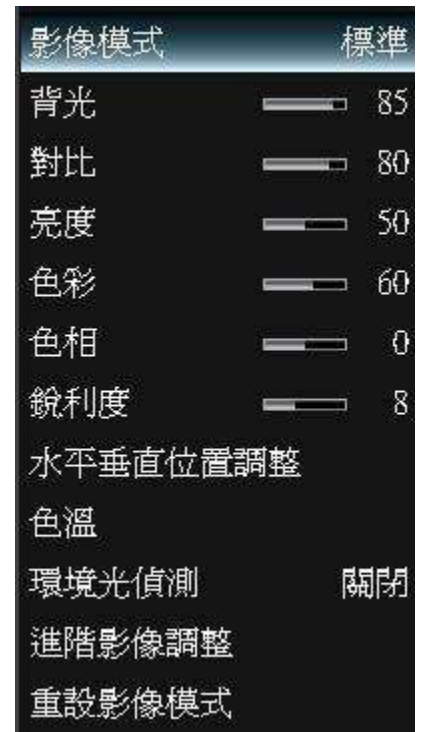 影像模式 標準
背光 85
對比 80
亮度 50
色彩 60
色相 0
銳利度 8
水平垂直位置調整
色溫
環境光偵測 關閉
進階影像調整
重設影像模式